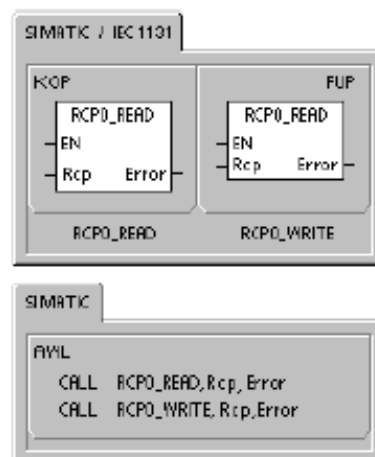 SIMATIC / IEC 1131
KOP FUP
RCP0_READ RCP0_READ
EN EN
Rcp Error Rcp Error
RCP0_READ RCP0_WRITE
SIMATIC
AWL
CALL RCP0_READ, Rcp, Error
CALL RCP0_WRITE, Rcp,Error